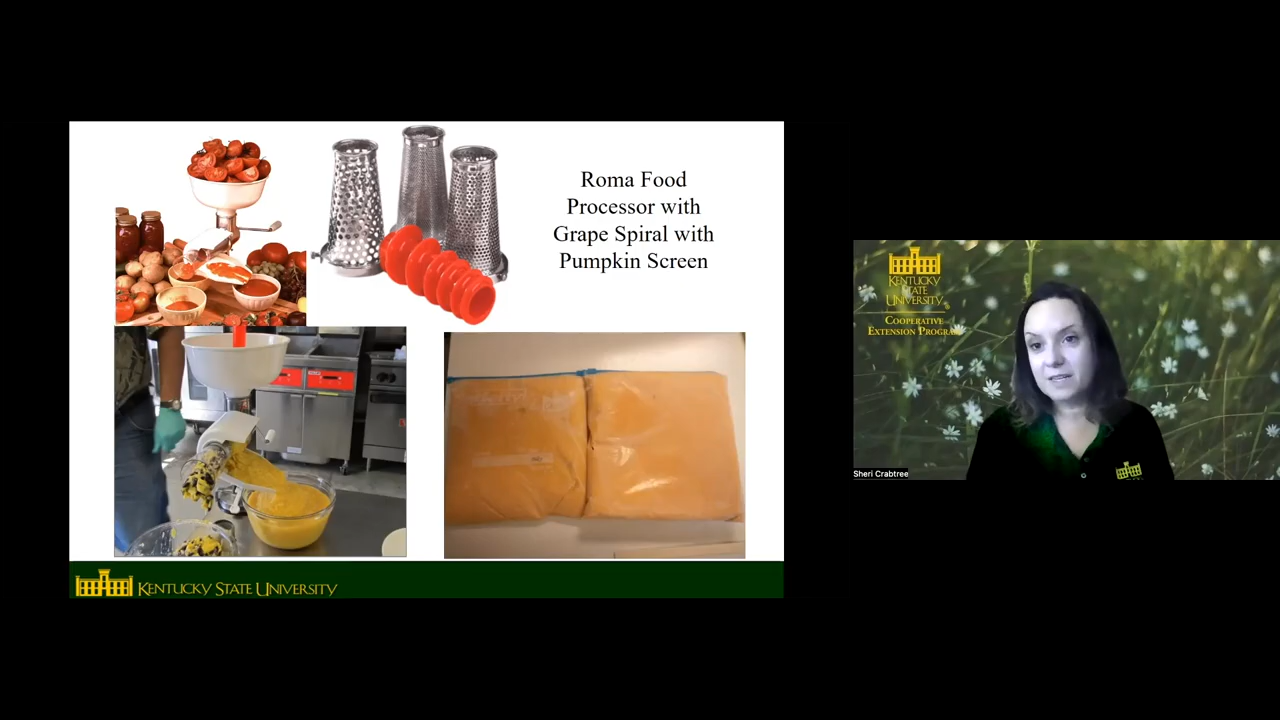 Roma Food
Processor with
Grape Spiral with
Pumpkin Screen
KENTUCKY STATE UNIVERSITY
KENTUCKY
STATE
UNIVERSITY
COOPERATIVE
EXTENSION PROGRAM
Sheri Crabtree